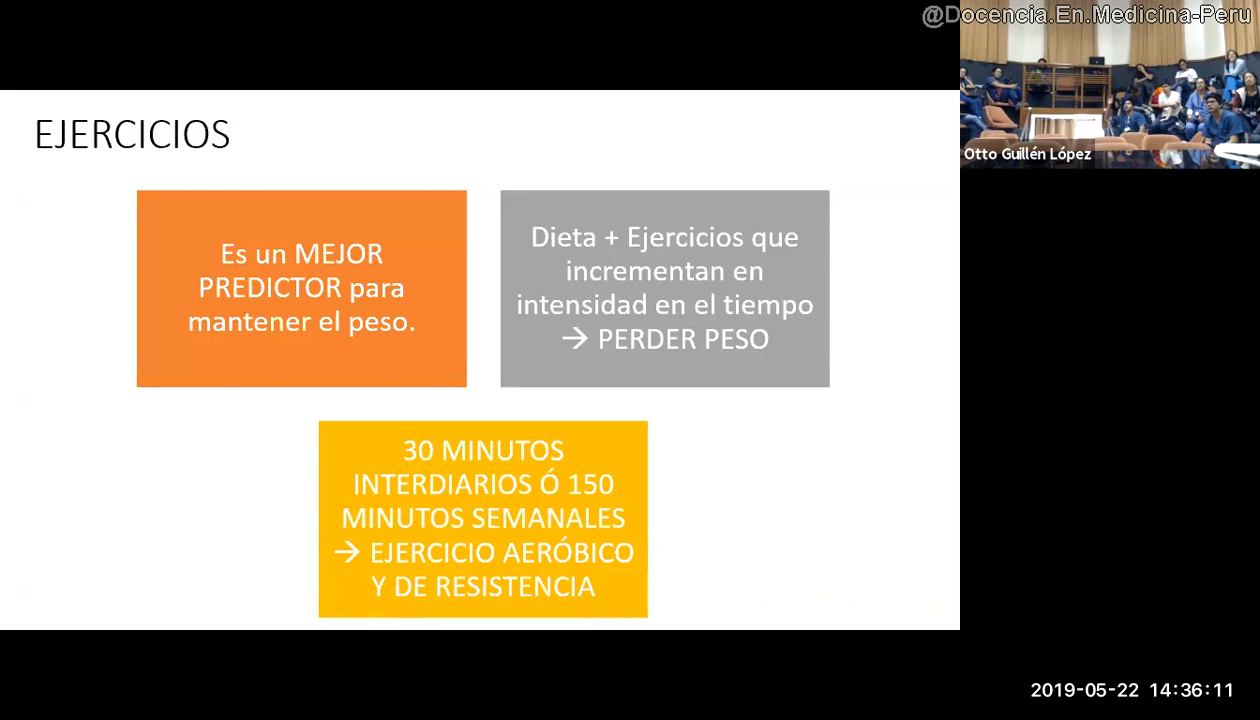 @Docencia.En.Medicina-Peru
Otto Guillén López
EJERCICIOS
Es un MEJOR
PREDICTOR para
mantener el peso.
Dieta + Ejercicios que
incrementan en
intensidad en el tiempo
→ PERDER PESO
30 MINUTOS
INTERDIARIOS Ó 150
MINUTOS SEMANALES
→ EJERCICIO AERÓBICO
Y DE RESISTENCIA
2019-05-22 14:36:11